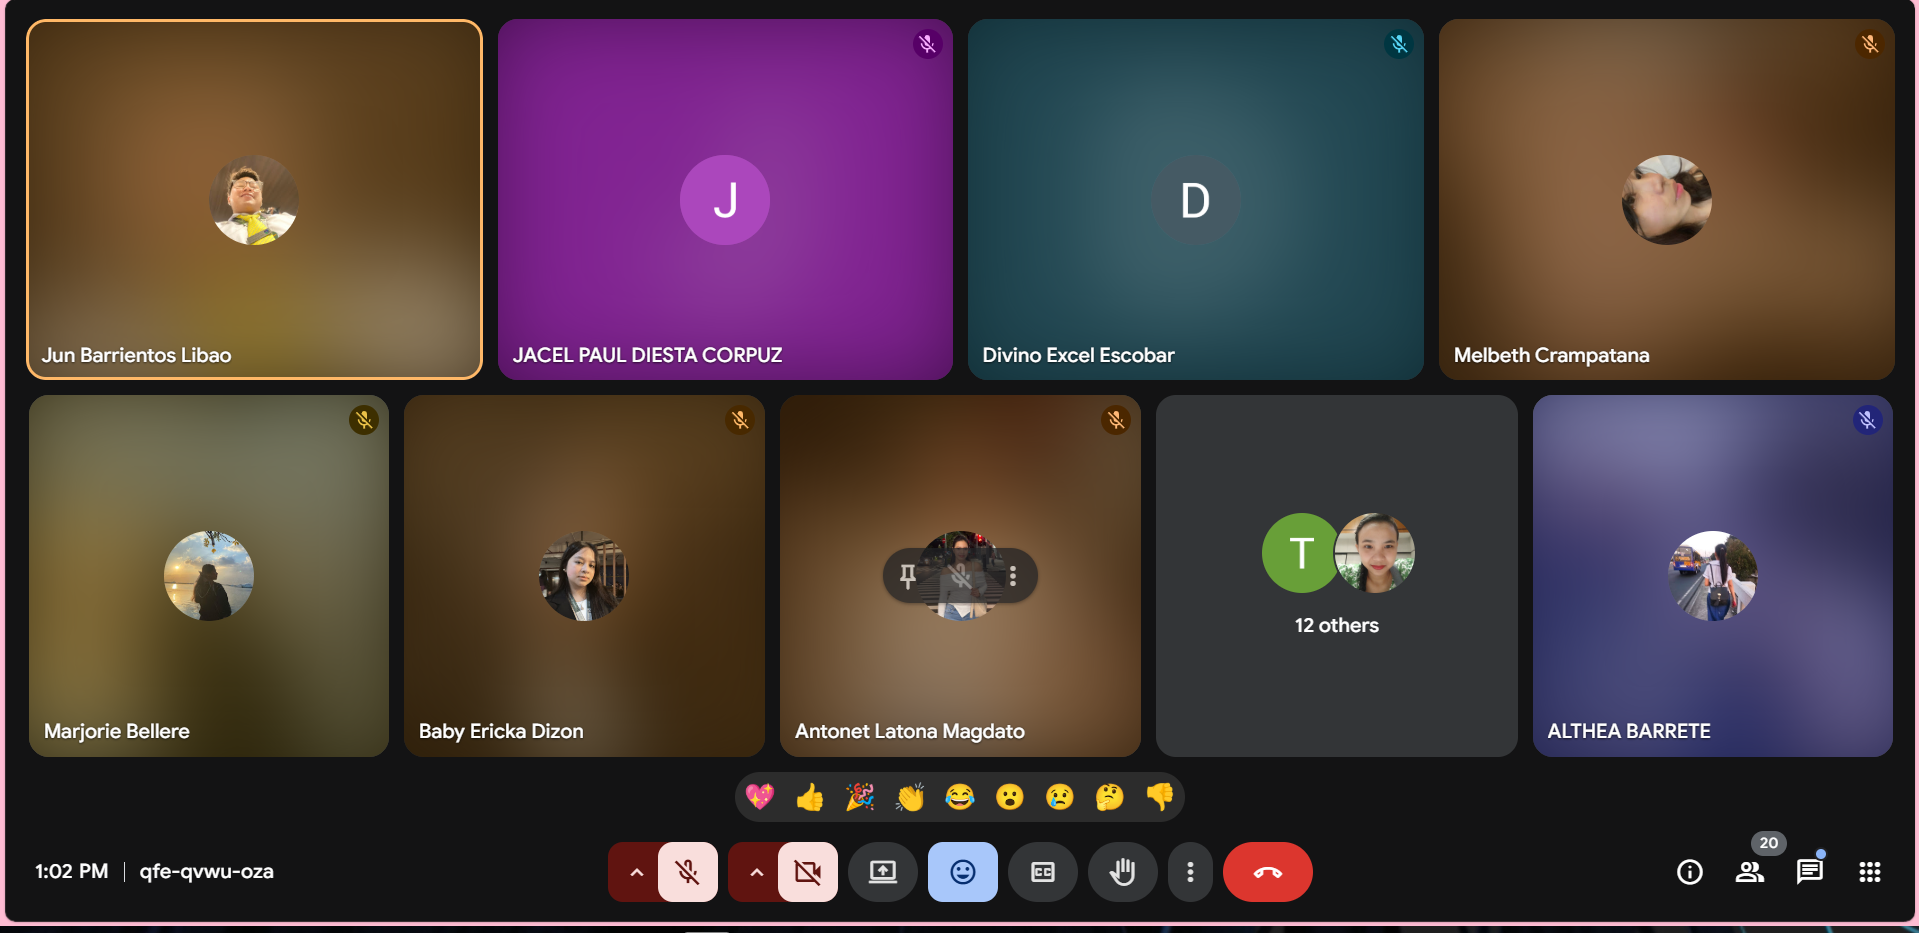 J
D
Jun Barrientos Libao
JACEL PAUL DIESTA CORPUZ
Divino Excel Escobar
Melbeth Crampatana
T
12 others
Marjorie Bellere
Baby Ericka Dizon
Antonet Latona Magdato
ALTHEA BARRETE
1:02 PM | qfe-qvwu-oza
CC
20